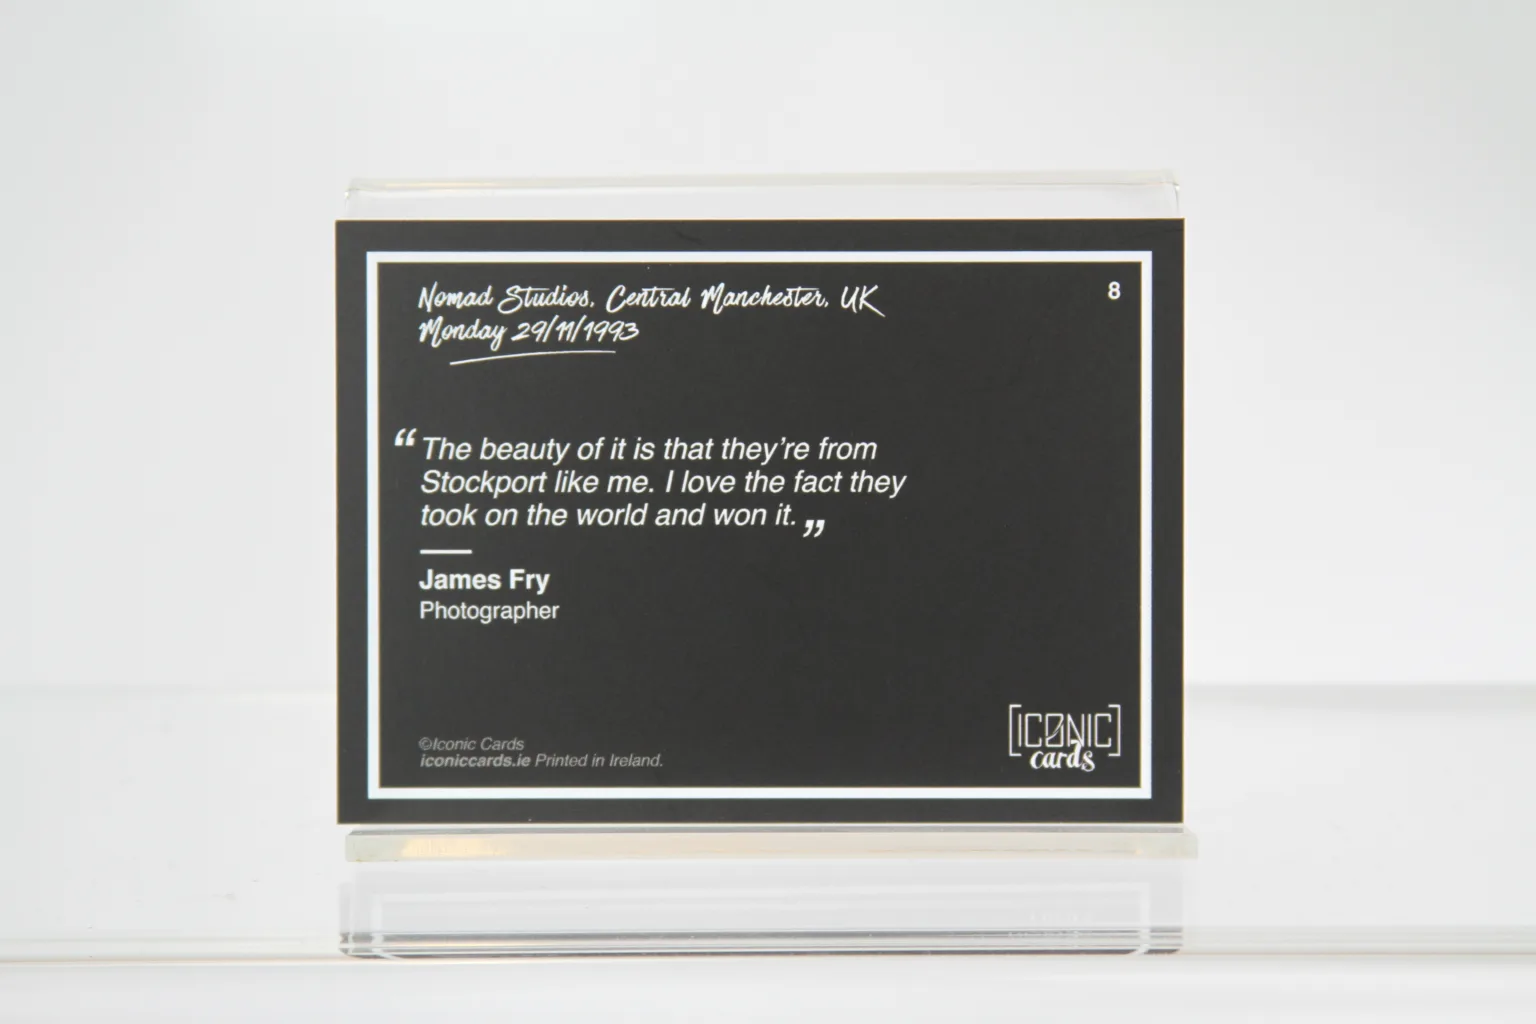 Nomad Studios, Central Manchester, UK
8
Monday 29/11/1993
“The beauty of it is that they’re from
Stockport like me. I love the fact they
took on the world and won it.”
James Fry
Photographer
©Iconic Cards
iconiccards.ie Printed in Ireland.
[ICONIC]
cards